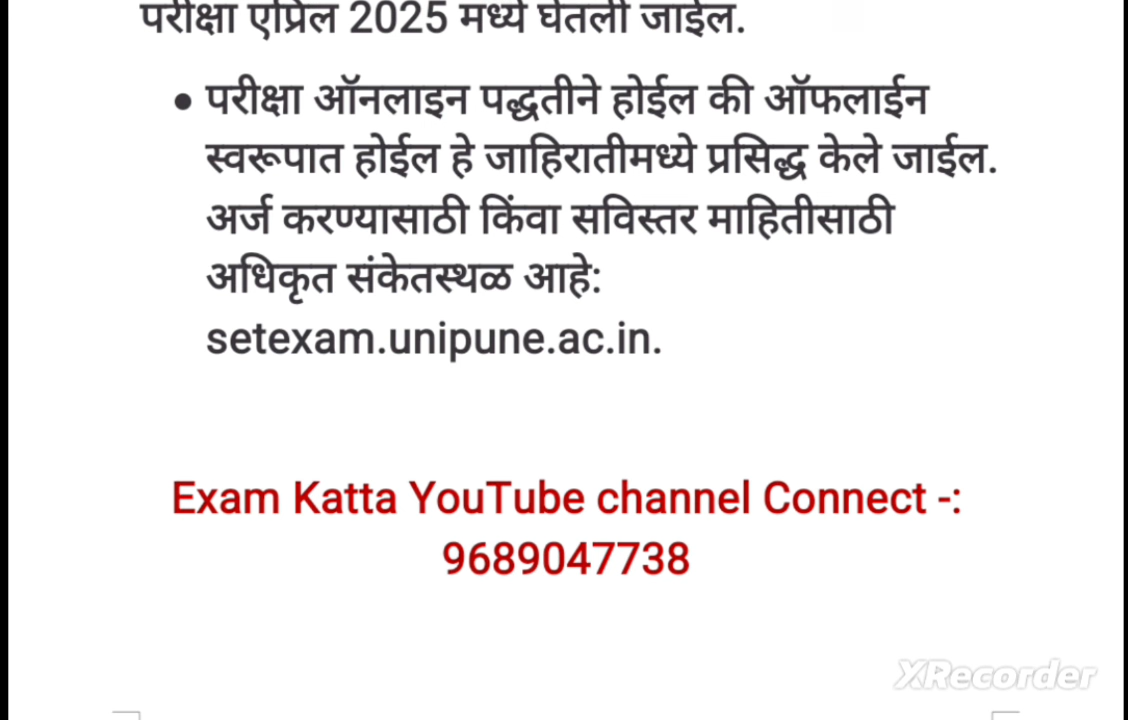 परीक्षा एप्रिल 2025 मध्ये घेतली जाईल.
• परीक्षा ऑनलाइन पद्धतीने होईल की ऑफलाईन
स्वरूपात होईल हे जाहिरातीमध्ये प्रसिद्ध केले जाईल.
अर्ज करण्यासाठी किंवा सविस्तर माहितीसाठी
अधिकृत संकेतस्थळ आहे:
setexam.unipune.ac.in.
Exam Katta YouTube channel Connect -:
9689047738
XRecorder